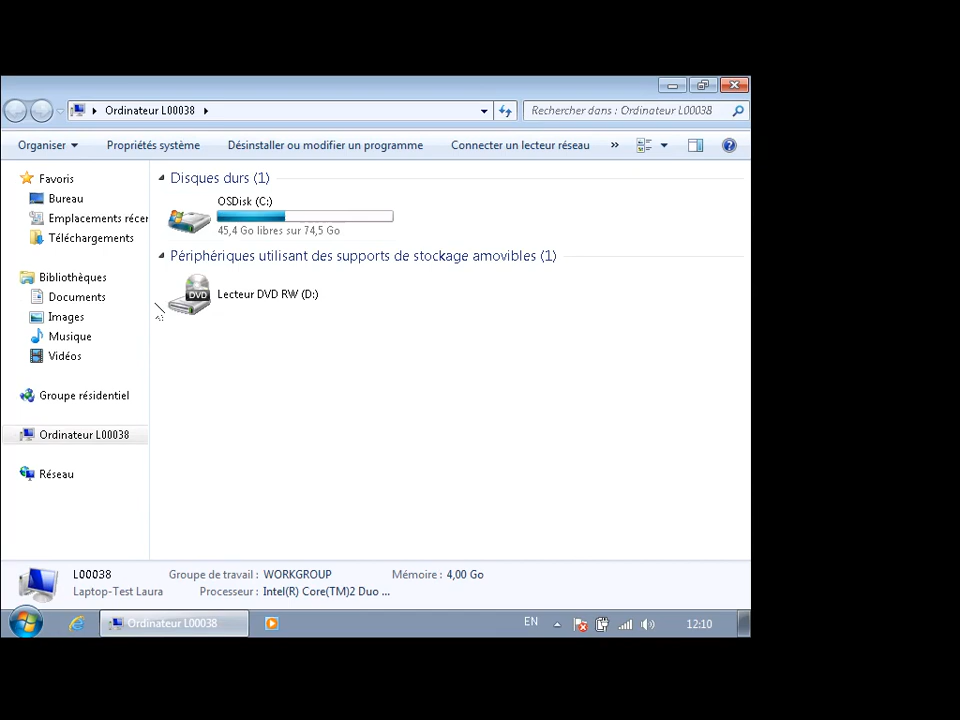 Ordinateur L00038
Rechercher dans : Ordinateur L00038
Organiser Propriétés système Désinstaller ou modifier un programme Connecter un lecteur réseau »
Favoris
Bureau
Emplacements récer
Téléchargements
Bibliothèques
Documents
Images
Musique
Vidéos
Groupe résidentiel
Ordinateur L00038
Réseau
Disques durs (1)
OSDisk (C:)
45,4 Go libres sur 74,5 Go
Périphériques utilisant des supports de stockage amovibles (1)
DVD
Lecteur DVD RW (D:)
L00038 Groupe de travail : WORKGROUP Mémoire : 4,00 Go
Laptop-Test Laura Processeur : Intel(R) Core(TM)2 Duo ...
Ordinateur L00038 EN 12:10